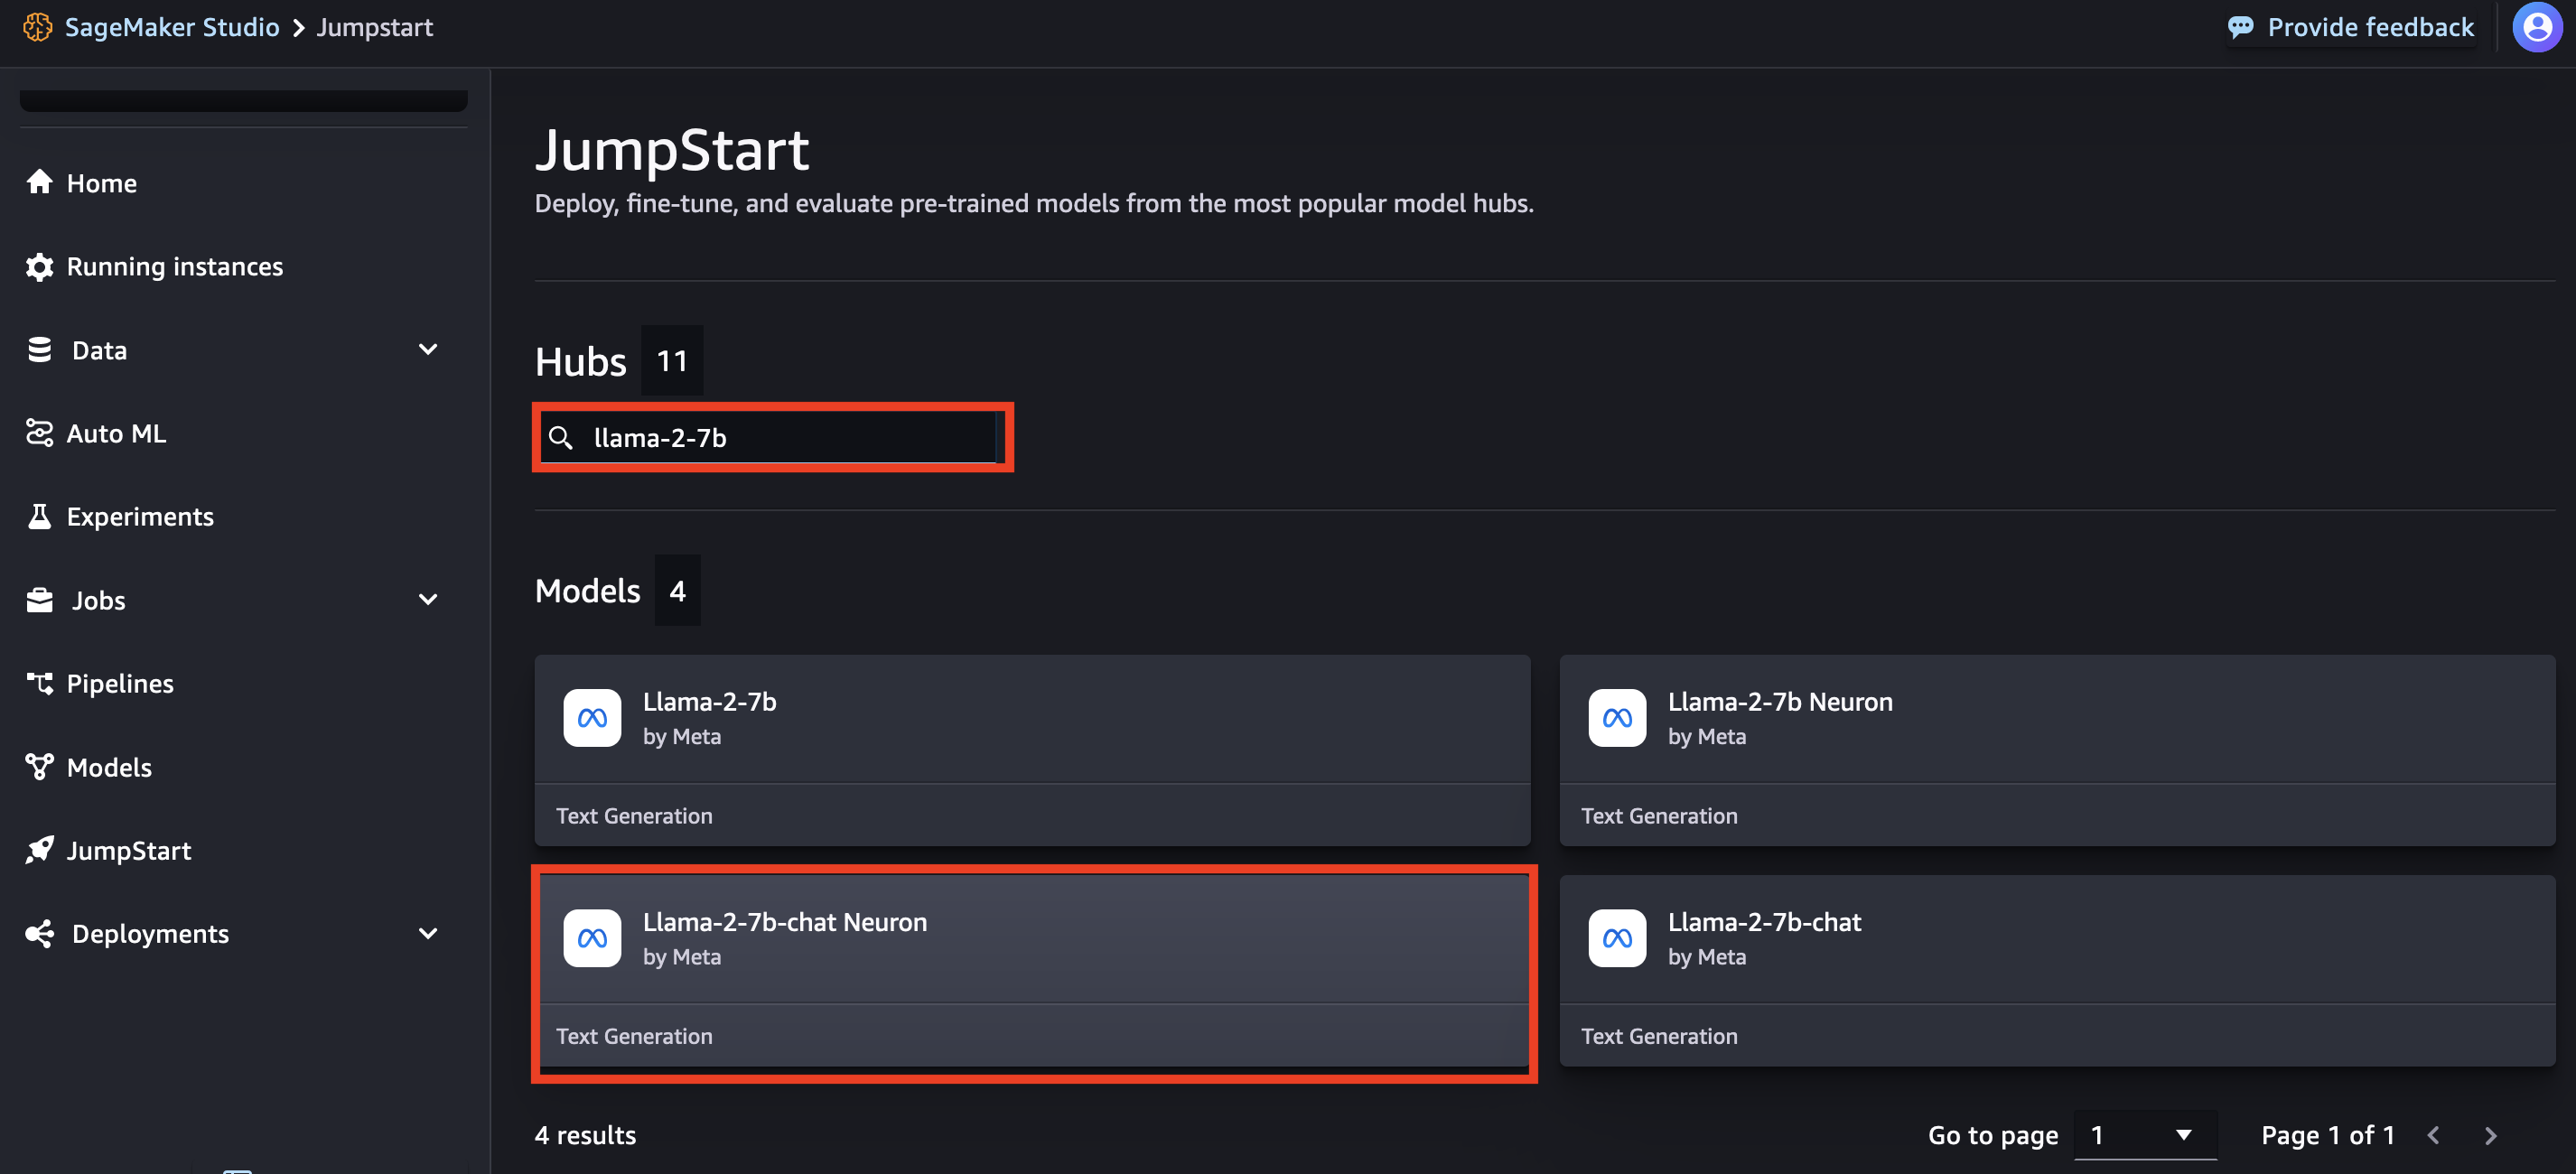 SageMaker Studio > Jumpstart
Provide feedback
Home
Running instances
Data
Auto ML
Experiments
Jobs
Pipelines
Models
JumpStart
Deployments
JumpStart
Deploy, fine-tune, and evaluate pre-trained models from the most popular model hubs.
Hubs 11
llama-2-7b
Models 4
Llama-2-7b
by Meta
Text Generation
Llama-2-7b Neuron
by Meta
Text Generation
Llama-2-7b-chat Neuron
by Meta
Text Generation
Llama-2-7b-chat
by Meta
Text Generation
4 results
Go to page 1
Page 1 of 1